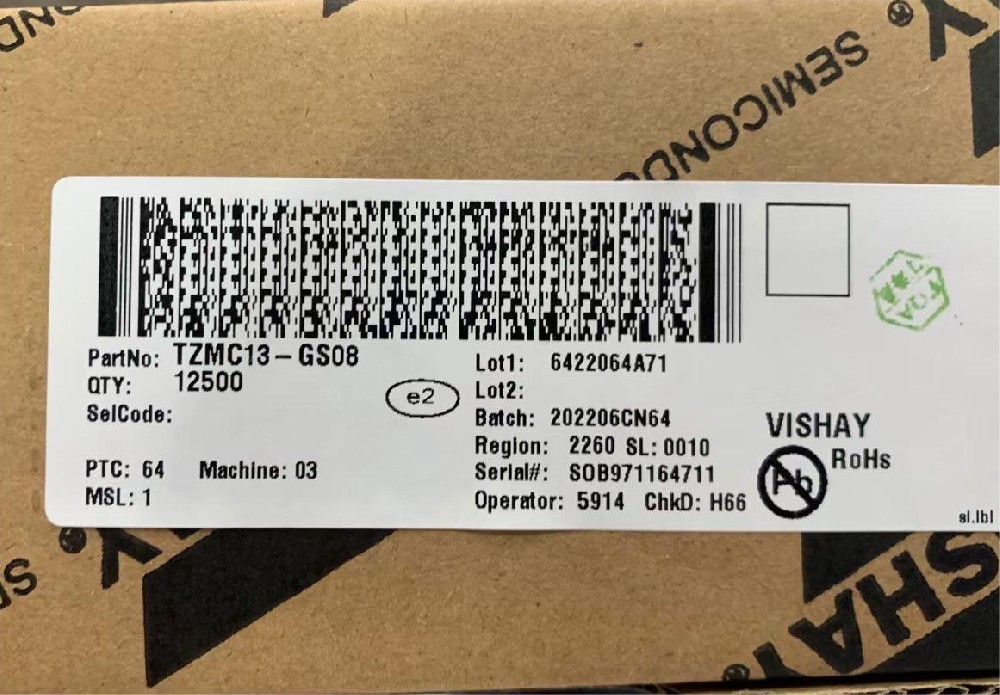 SEMICONDU
PartNo: TZMC13-GS08
QTY: 12500
SelCode:
e2
PTC: 64 Machine: 03
MSL: 1
Lot1: 6422064A71
Lot2:
Batch: 202206CN64
Region: 2260 SL: 0010
Serial#: SOB971164711
Operator: 5914 ChkD: H66
VISHAY
Pb
RoHs
sl.lbl
SHAY